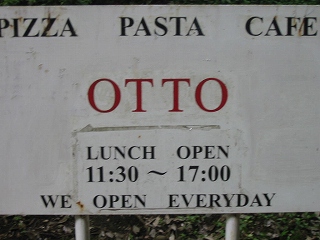 PIZZA PASTA CAFE
OTTO
LUNCH OPEN
11:30 〜 17:00
WE OPEN EVERYDAY